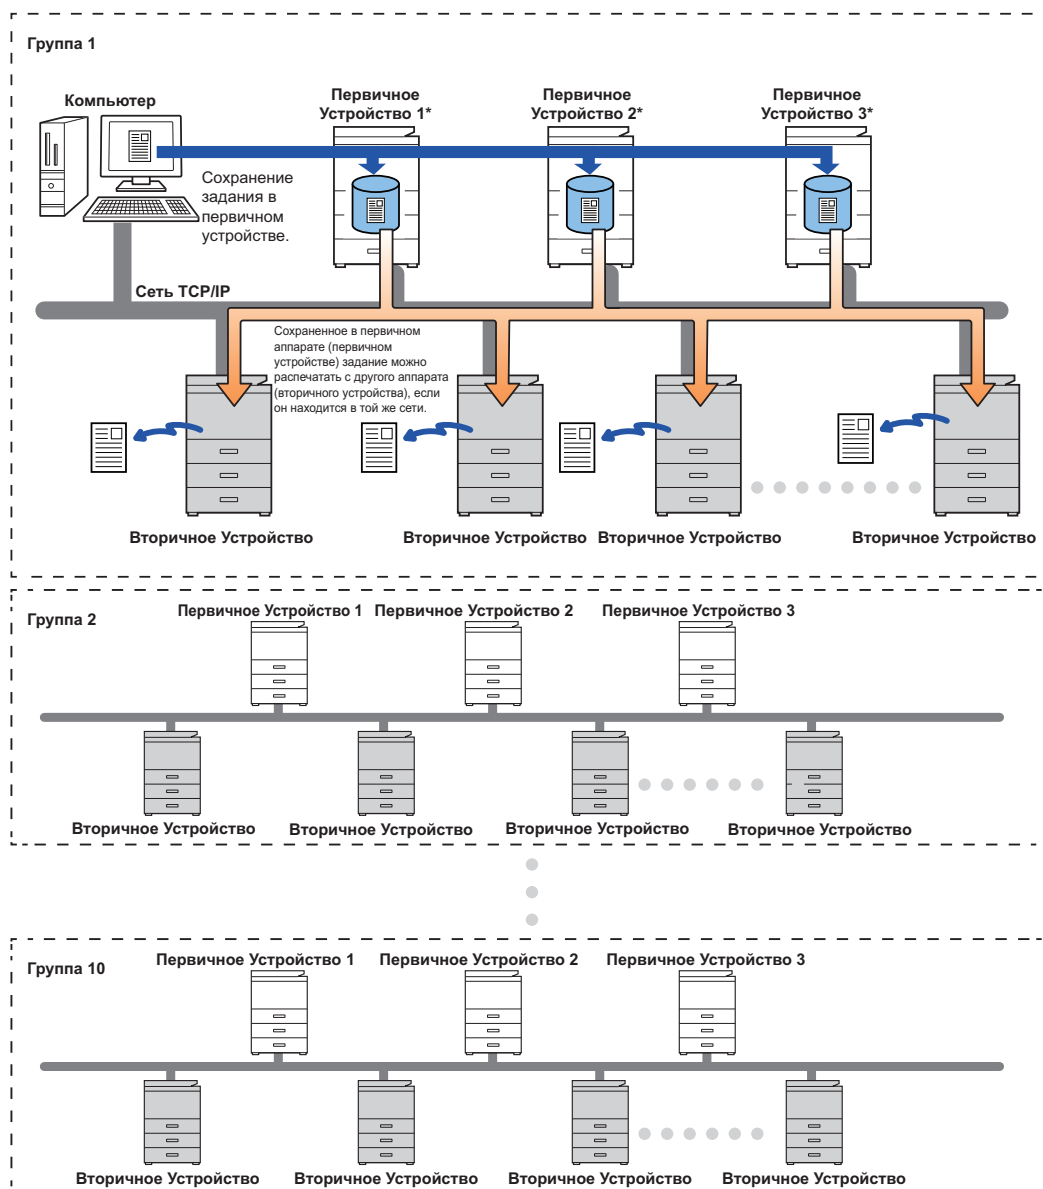 Группа 1
Компьютер
Первичное
Устройство 1*
Первичное
Устройство 2*
Первичное
Устройство 3*
Сохранение
задания в
первичном
устройстве.
Сеть TCP/IP
Сохраненное в первичном
аппарате (первичном
устройстве) задание можно
распечатать с другого аппарата
(вторичного устройства), если
он находится в той же сети.
Вторичное Устройство
Вторичное Устройство
Вторичное Устройство
Вторичное Устройство
Группа 2
Первичное Устройство 1
Первичное Устройство 2
Первичное Устройство 3
Вторичное Устройство
Вторичное Устройство
Вторичное Устройство
Вторичное Устройство
Группа 10
Первичное Устройство 1
Первичное Устройство 2
Первичное Устройство 3
Вторичное Устройство
Вторичное Устройство
Вторичное Устройство
Вторичное Устройство